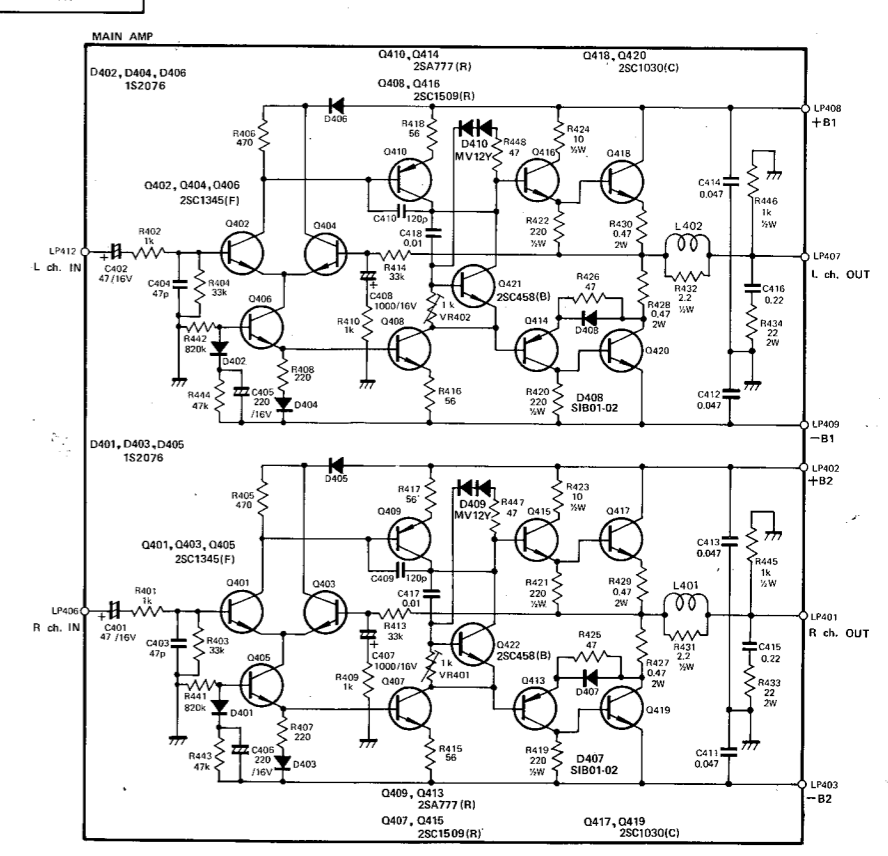 MAIN AMP
D402, D404, D406
1S2076
Q410, Q414
2SA777 (R)
Q408, Q416
2SC1509(R)
Q418, Q420
2SC1030(C)
LP408
+B1
D406
R406
470
R418
56
D410
MV12Y
R448
47
R424
10
½W
Q410
Q416
Q418
Q402, Q404, Q406
2SC1345(F)
C410
120p
C418
0.01
R422
220
½W
R430
0.47
2W
C414
0.047
R446
1k
½W
LP412
L ch. IN
C402
47/16V
R402
1k
Q402
Q404
R414
33k
L402
LP407
L ch. OUT
C404
47p
R404
33k
Q406
C408
1000/16V
R410
1k
Q408
1 k
VR402
Q421
2SC458(B)
Q414
R426
47
D408
R428
0.47
2W
R432
2.2
½W
C416
0.22
R434
22
2W
R442
820k
D402
R408
220
Q420
R444
47k
C405
220
/16V
D404
R416
56
R420
220
½W
D408
SIB01-02
C412
0.047
LP409
−B1
D401, D403, D405
1S2076
LP402
+B2
D405
R405
470
R417
56
D409
MV12Y
R447
47
R423
10
½W
Q409
Q415
Q417
Q401, Q403, Q405
2SC1345(F)
C409
120p
C417
0.01
R421
220
½W
R429
0.47
2W
C413
0.047
R445
1k
½W
LP406
R ch. IN
C401
47 /16V
R401
1k
Q401
Q403
R413
33k
L401
LP401
R ch. OUT
C403
47p
R403
33k
Q405
C407
1000/16V
R409
1k
Q407
1 k
VR401
Q422
2SC458(B)
Q413
R425
47
D407
R427
0.47
2W
R431
2.2
½W
C415
0.22
R433
22
2W
R441
820k
D401
R407
220
Q419
R443
47k
C406
220
/16V
D403
R415
56
R419
220
½W
D407
SIB01-02
C411
0.047
LP403
−B2
Q409, Q413
2SA777 (R)
Q407, Q415
2SC1509(R)
Q417, Q419
2SC1030(C)